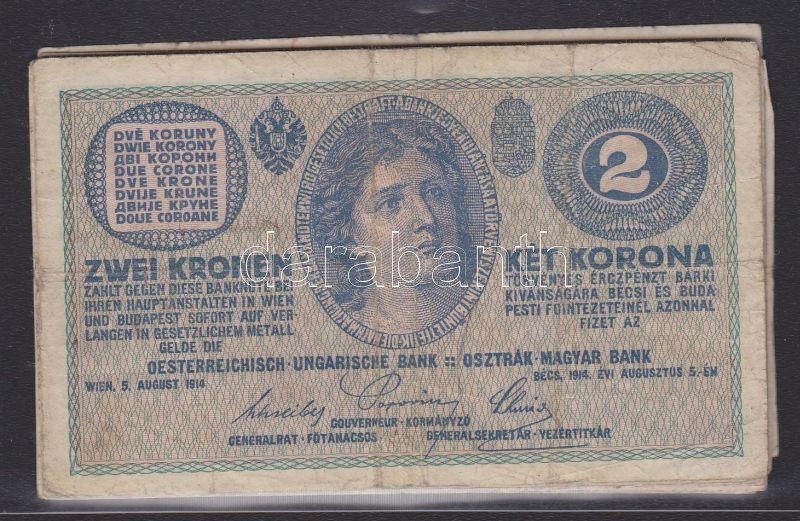 DVĚ KORUNY
DWIE KORONY
ДВІ КОРОНИ
DUE CORONE
DVE KRONE
DVIJE KRUNE
ДВИЈЕ КРУНЕ
DOUE COROANE
2
ZWEI KRONEN
ZAHLT GEGEN DIESE BANKNOTE BEI
IHREN HAUPTANSTALTEN IN WIEN
UND BUDAPEST SOFORT AUF VER-
LANGEN IN GESETZLICHEM METALL
GELDE DIE
KÉT KORONA
TÖRVÉNYES ÉRCZPÉNZT BÁRKI
KIVÁNSÁGÁRA BÉCSI ÉS BUDA
PESTI FŐINTÉZETEINÉL AZONNAL
FIZET AZ
OESTERREICHISCH-UNGARISCHE BANK :: OSZTRÁK-MAGYAR BANK
WIEN, 5. AUGUST 1914
BÉCS, 1914. ÉVI AUGUSZTUS 5.-ÉN
GOUVERNEUR-KORMÁNYZÓ
GENERALRAT-FŐTANÁCSOS
GENERALSEKRETÄR-VEZÉRTITKÁR
darabanth